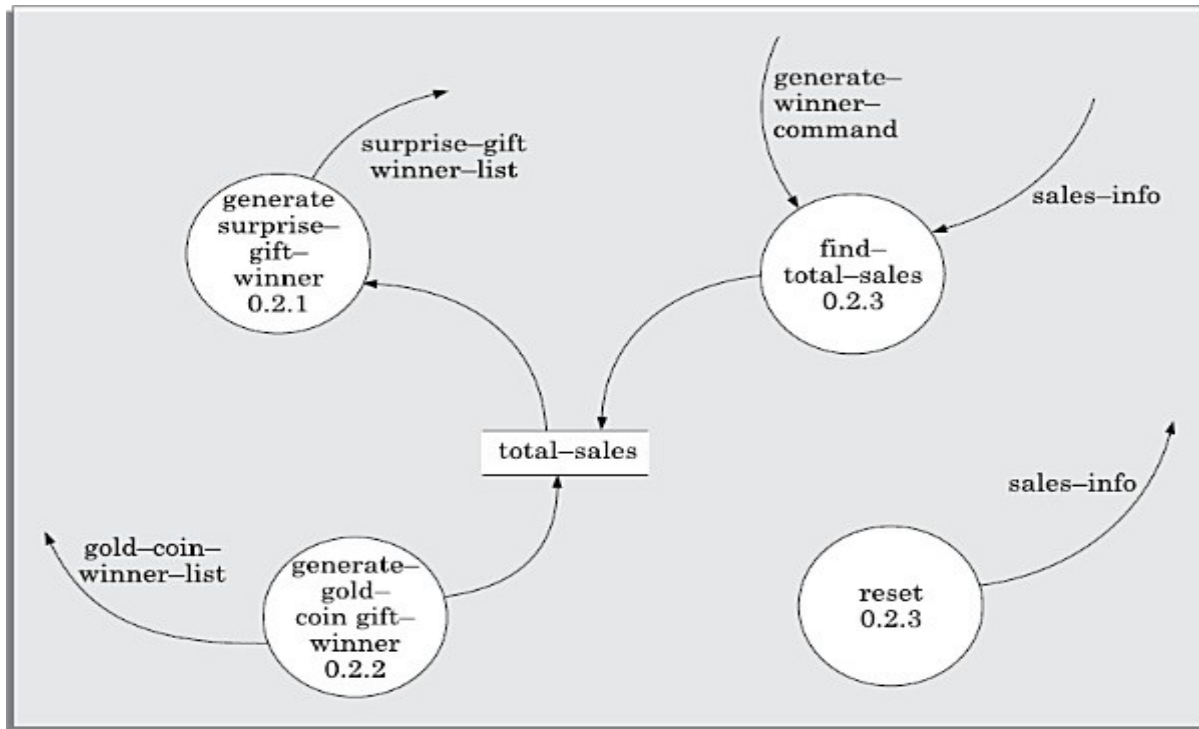 surprise–gift
winner–list
generate
surprise–
gift–
winner
0.2.1
generate–
winner–
command
sales–info
find–
total–sales
0.2.3
total–sales
gold–coin–
winner–list
generate–
gold–
coin gift–
winner
0.2.2
sales–info
reset
0.2.3